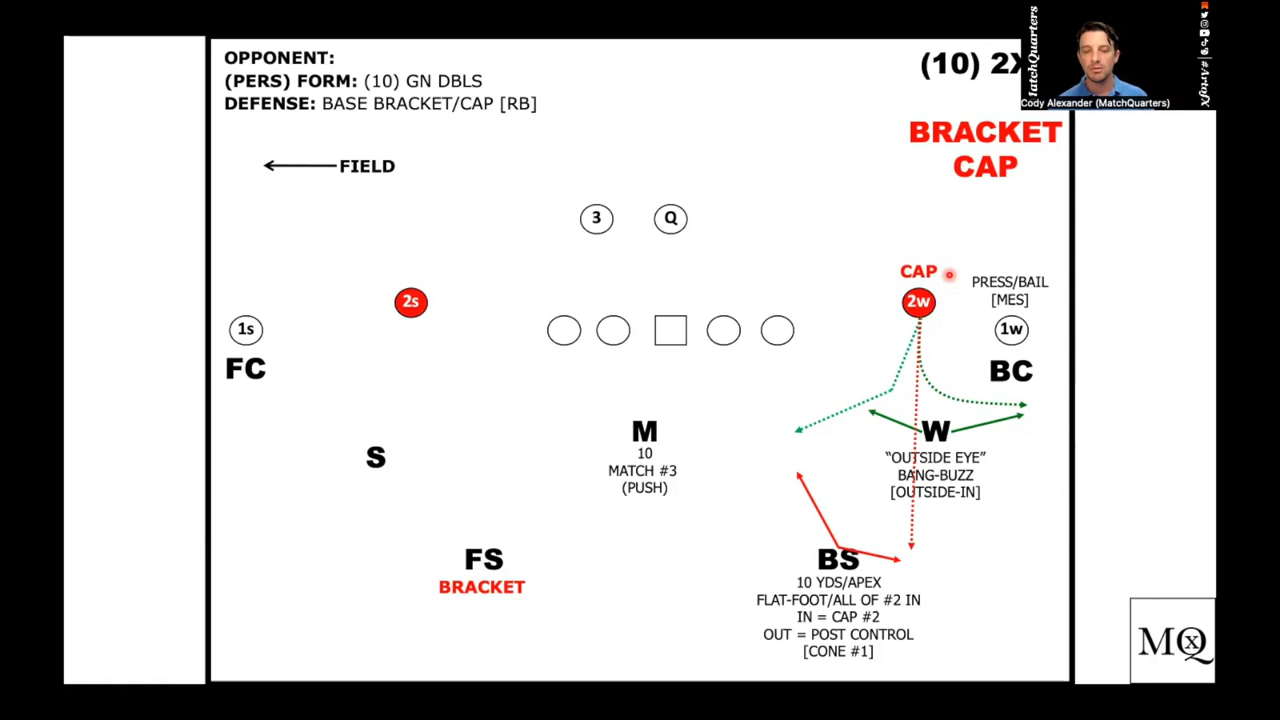 OPPONENT:
(PERS) FORM: (10) GN DBLS
DEFENSE: BASE BRACKET/CAP [RB]
(10) 2X
MatchQuarters
#ArtofX
Cody Alexander (MatchQuarters)
BRACKET
CAP
FIELD
3
Q
CAP
PRESS/BAIL
[MES]
2s
2w
1s
1w
FC
BC
S
M
10
MATCH #3
(PUSH)
W
"OUTSIDE EYE"
BANG-BUZZ
[OUTSIDE-IN]
FS
BRACKET
BS
10 YDS/APEX
FLAT-FOOT/ALL OF #2 IN
IN = CAP #2
OUT = POST CONTROL
[CONE #1]
MQx